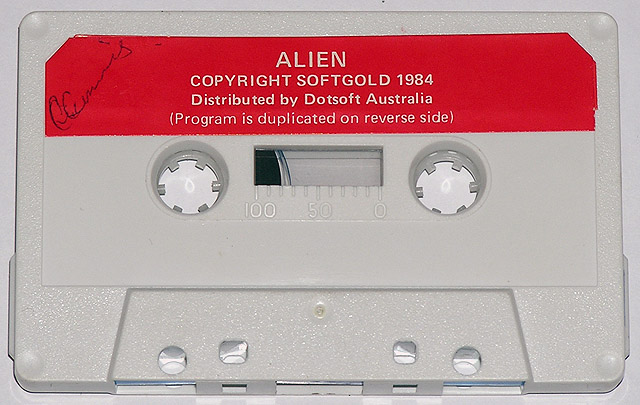 ALIEN
COPYRIGHT SOFTGOLD 1984
Distributed by Dotsoft Australia
(Program is duplicated on reverse side)
100 50 0